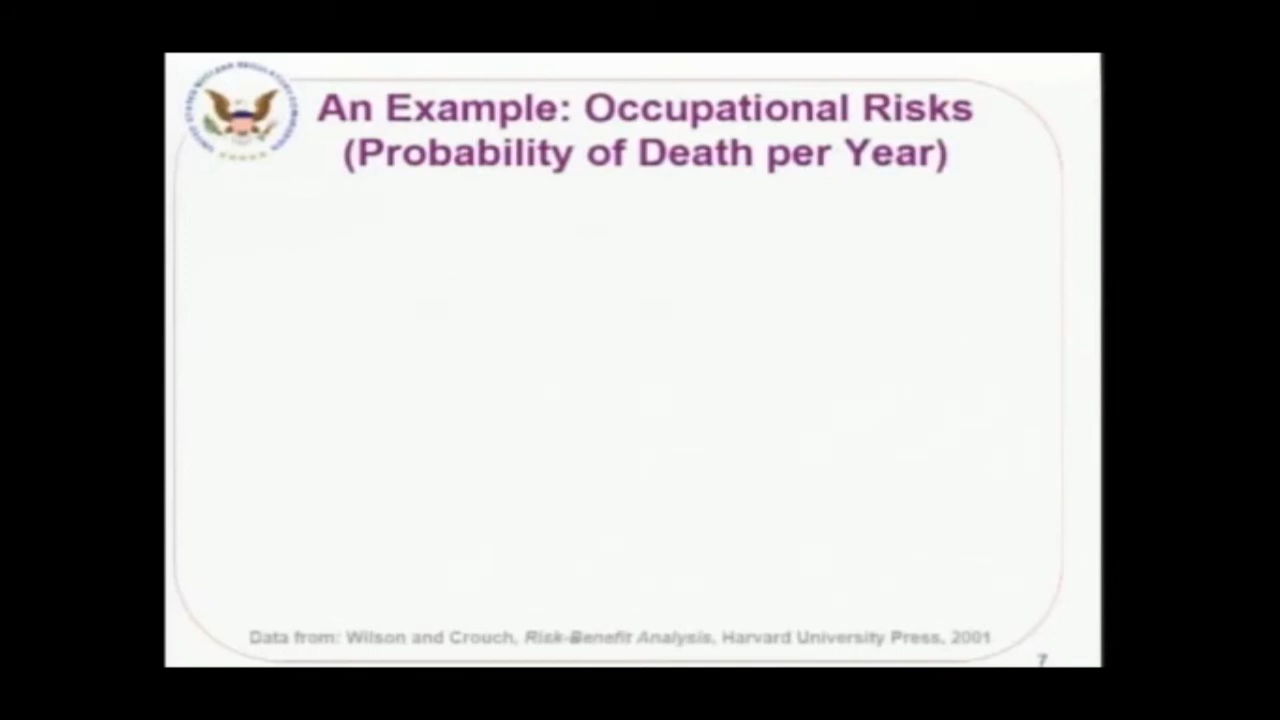 An Example: Occupational Risks
(Probability of Death per Year)
Data from: Wilson and Crouch, Risk-Benefit Analysis, Harvard University Press, 2001
7